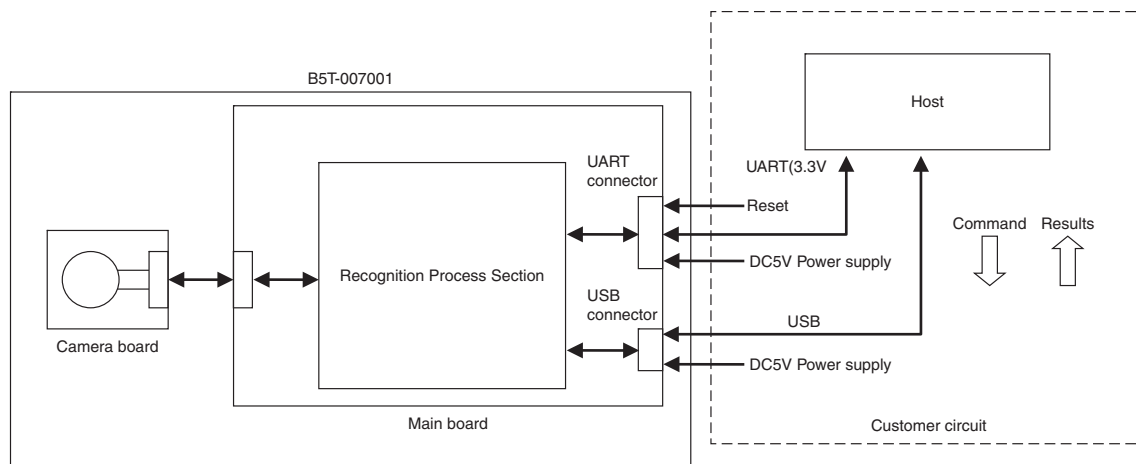 B5T-007001
Host
UART
connector
UART(3.3V
Reset
Command
Results
Recognition Process Section
DC5V Power supply
USB
connector
USB
Camera board
DC5V Power supply
Main board
Customer circuit